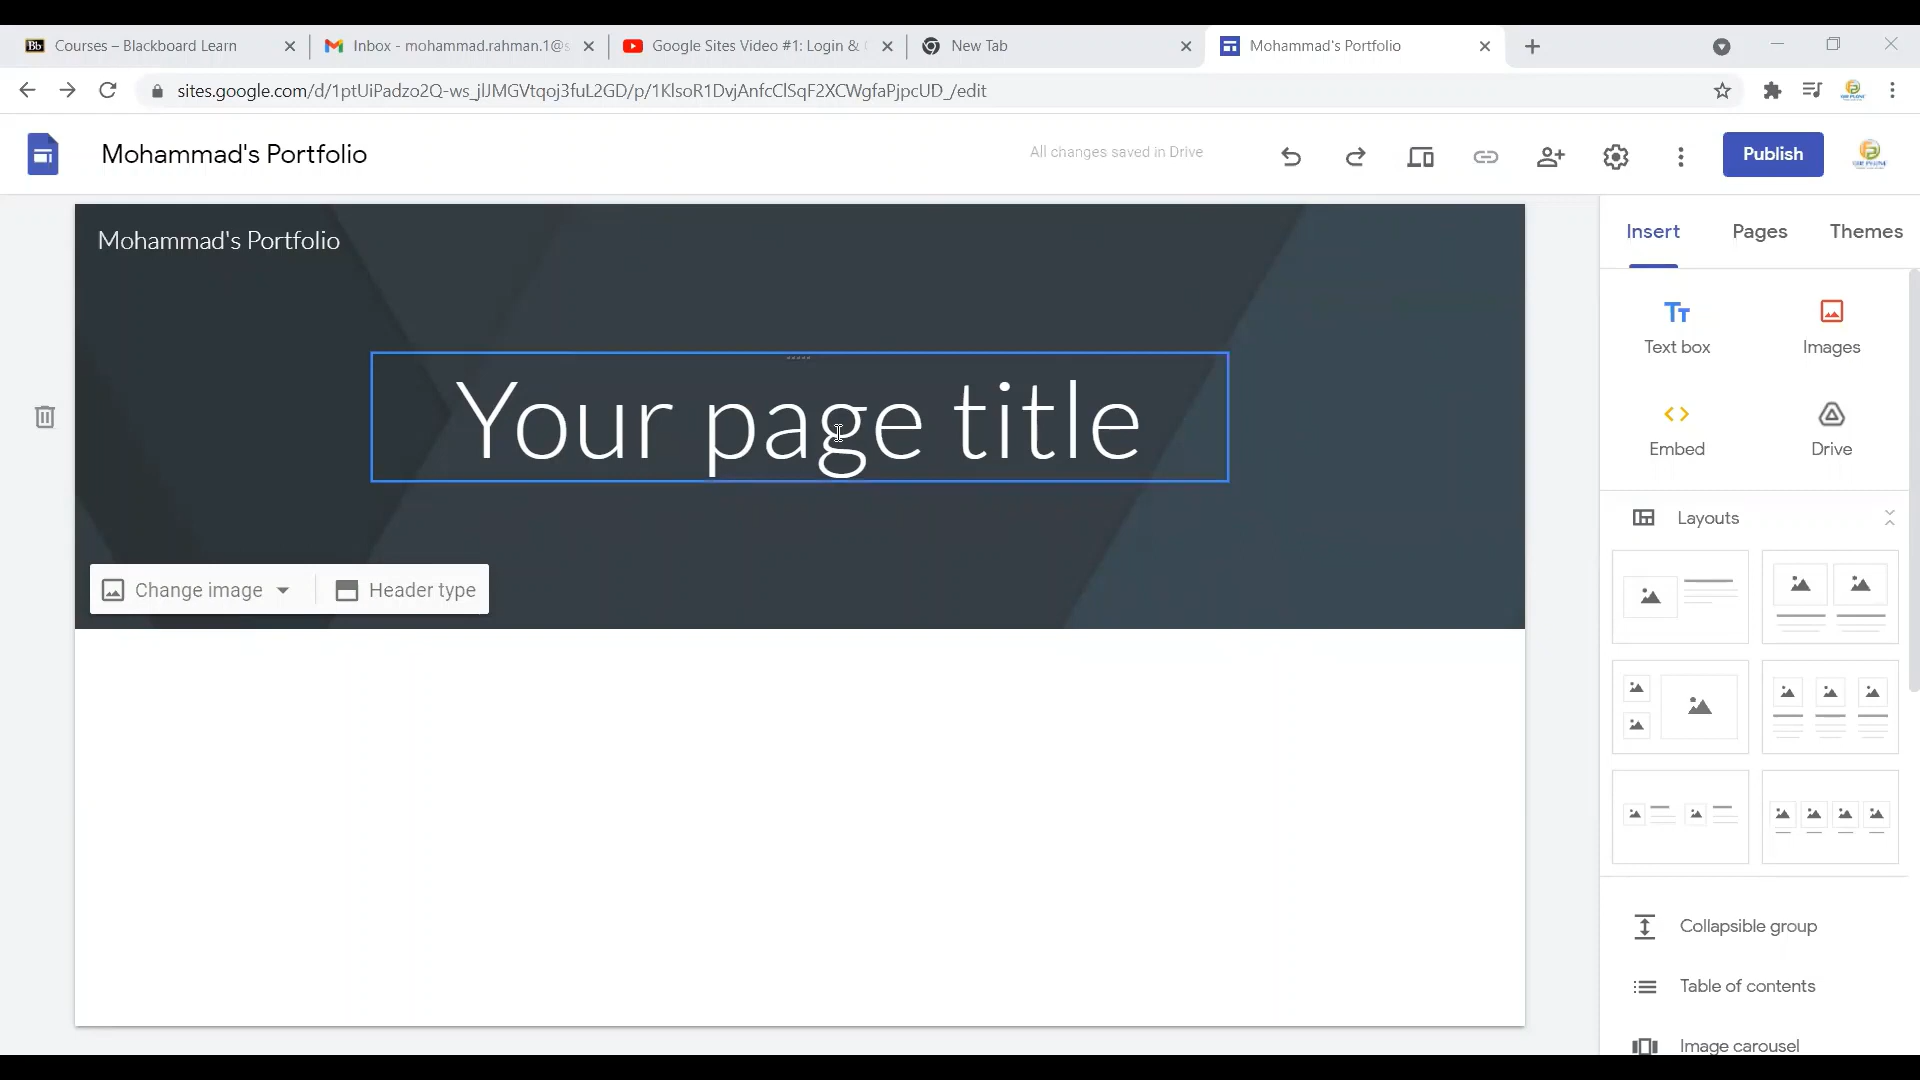 Bb Courses – Blackboard Learn
Inbox - mohammad.rahman.1@s
Google Sites Video #1: Login &
New Tab
Mohammad's Portfolio
sites.google.com/d/1ptUiPadzo2Q-ws_jlJMGVtqoj3fuL2GD/p/1KlsoR1DvjAnfcClSqF2XCWgfaPjpcUD_/edit
Mohammad's Portfolio
All changes saved in Drive
Publish
Mohammad's Portfolio
Your page title
Change image
Header type
Insert
Pages
Themes
Text box
Images
Embed
Drive
Layouts
Collapsible group
Table of contents
Image carousel